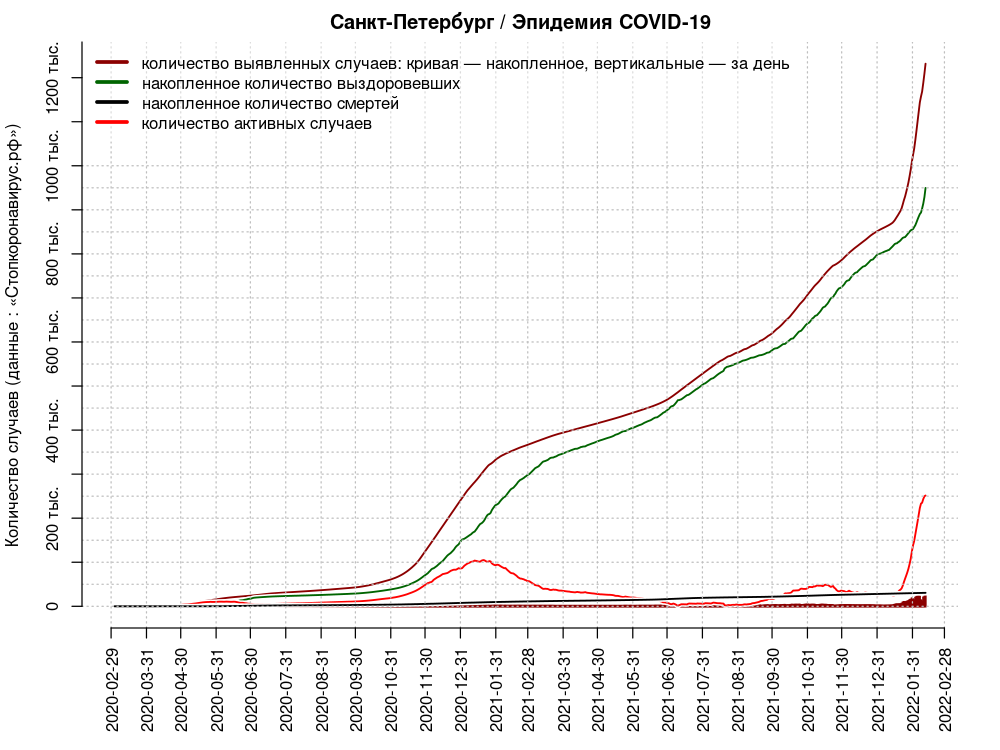 Санкт-Петербург / Эпидемия COVID-19
количество выявленных случаев: кривая — накопленное, вертикальные — за день
накопленное количество выздоровевших
накопленное количество смертей
количество активных случаев
Количество случаев (данные : «Стопкоронавирус.рф»)
1200 тыс.
1000 тыс.
800 тыс.
600 тыс.
400 тыс.
200 тыс.
0
2020-02-29
2020-03-31
2020-04-30
2020-05-31
2020-06-30
2020-07-31
2020-08-31
2020-09-30
2020-10-31
2020-11-30
2020-12-31
2021-01-31
2021-02-28
2021-03-31
2021-04-30
2021-05-31
2021-06-30
2021-07-31
2021-08-31
2021-09-30
2021-10-31
2021-11-30
2021-12-31
2022-01-31
2022-02-28